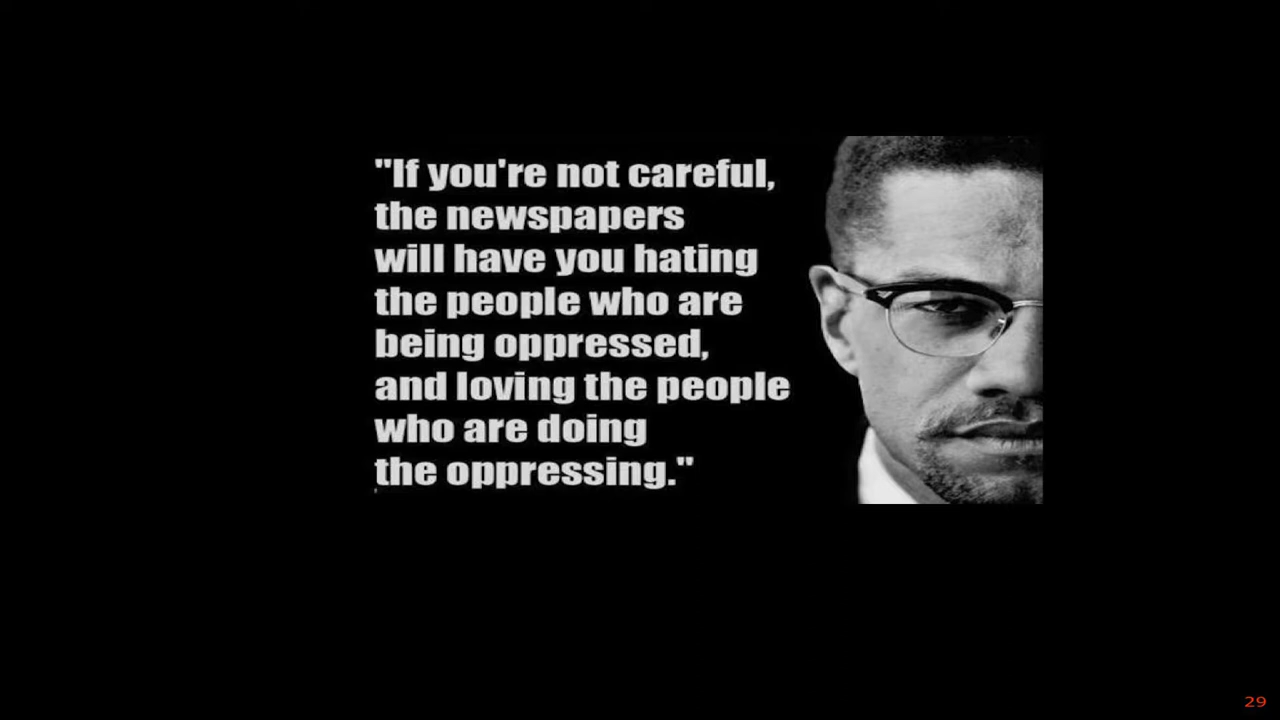 "If you're not careful,
the newspapers
will have you hating
the people who are
being oppressed,
and loving the people
who are doing
the oppressing."
29